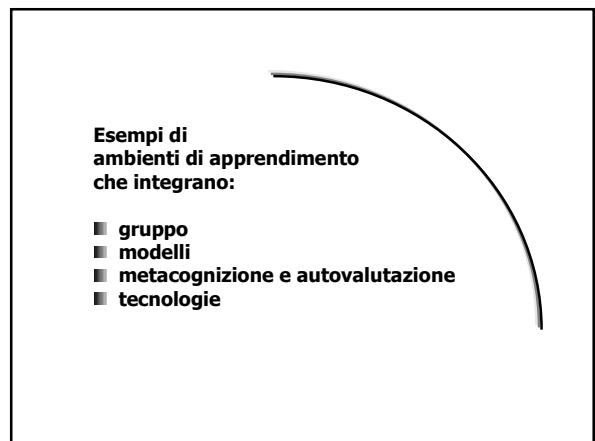 Esempi di
ambienti di apprendimento
che integrano:
gruppo
modelli
metacognizione e autovalutazione
tecnologie